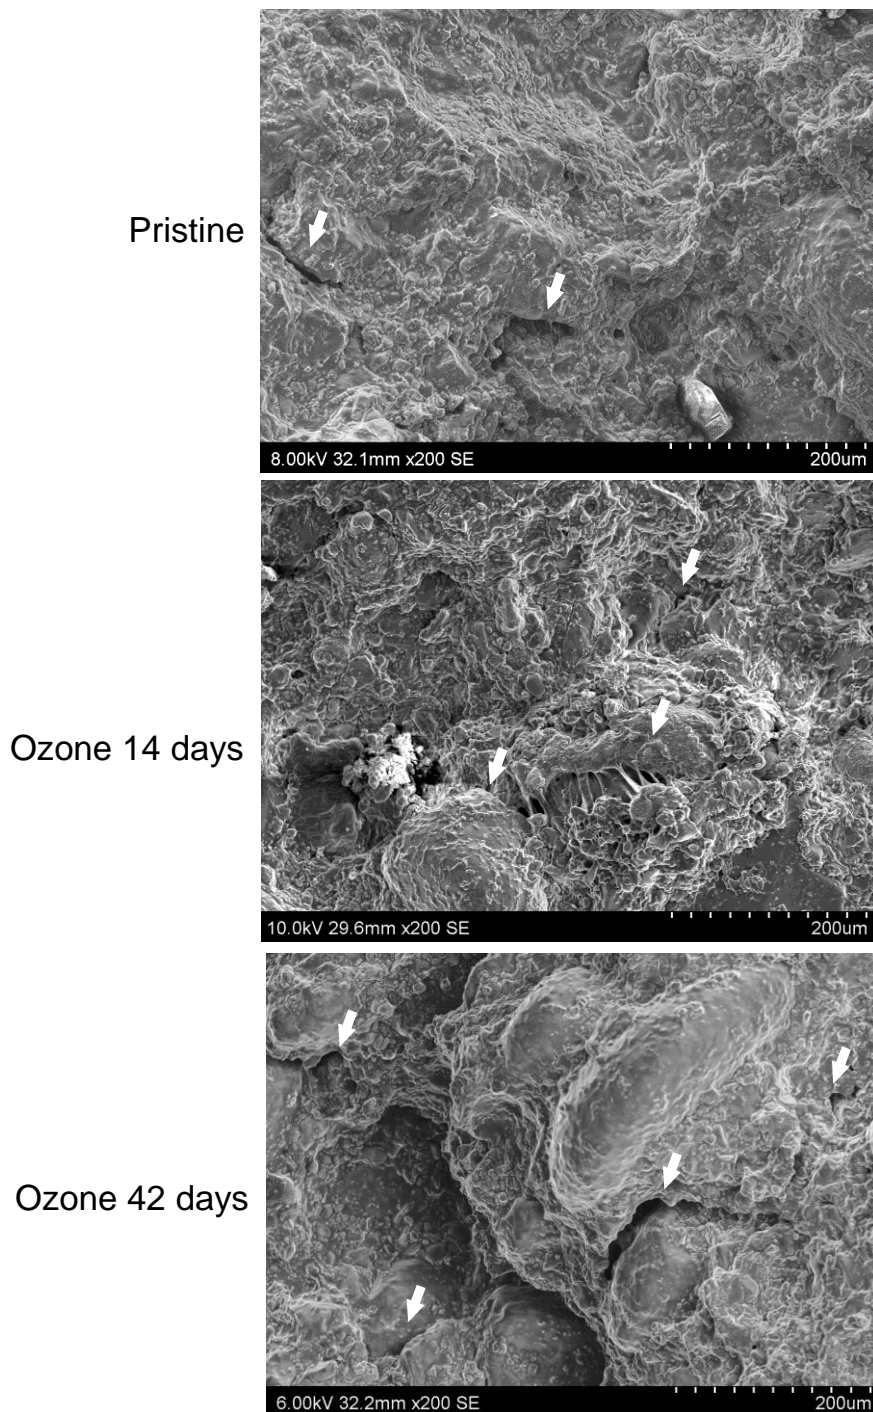 Pristine
8.00kV 32.1mm x200 SE 200um
Ozone 14 days
10.0kV 29.6mm x200 SE 200um
Ozone 42 days
6.00kV 32.2mm x200 SE 200um